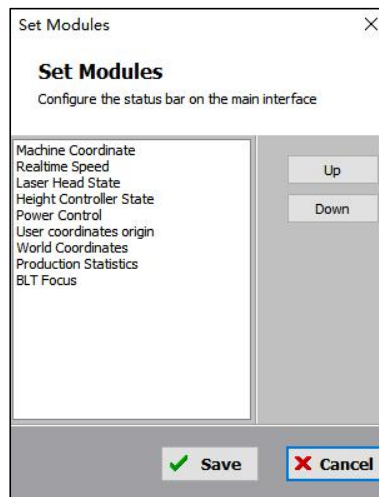 Set Modules
Set Modules
Configure the status bar on the main interface
Machine Coordinate
Realtime Speed
Laser Head State
Height Controller State
Power Control
User coordinates origin
World Coordinates
Production Statistics
BLT Focus
Up
Down
Save
Cancel